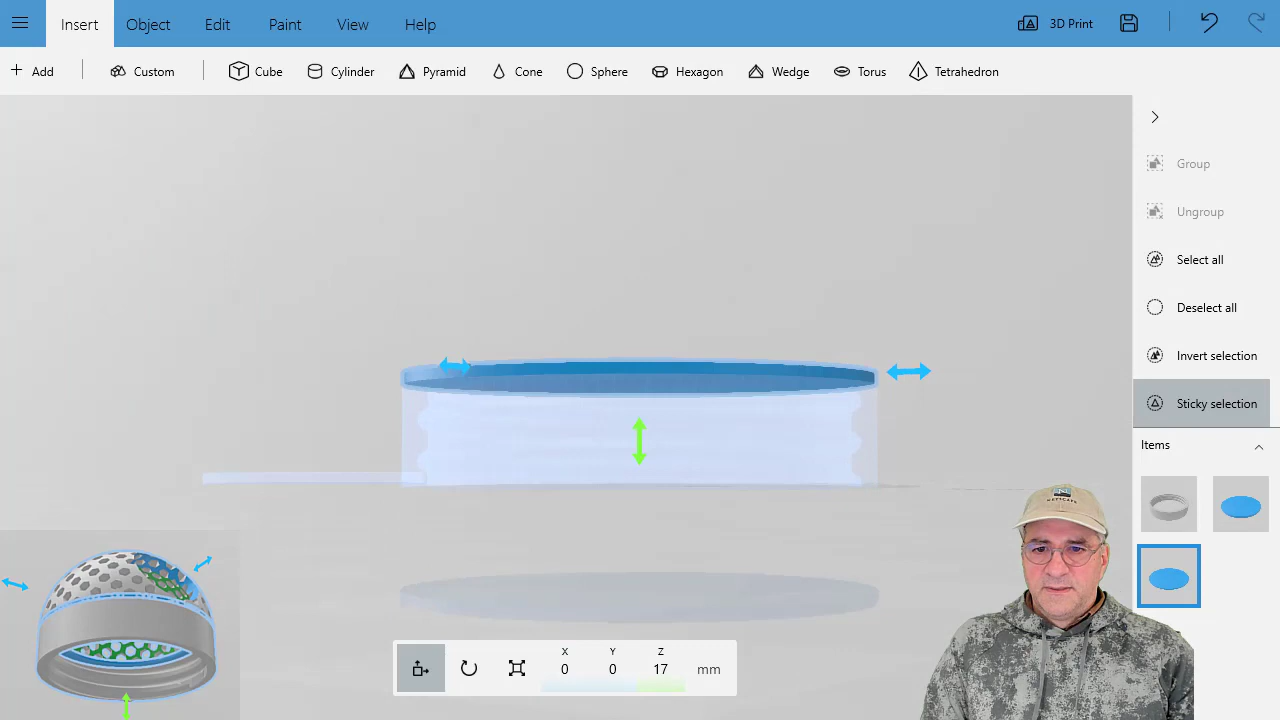 Insert Object Edit Paint View Help 3D Print
+ Add Custom Cube Cylinder Pyramid Cone Sphere Hexagon Wedge Torus Tetrahedron
Group
Ungroup
Select all
Deselect all
Invert selection
Sticky selection
Items
X Y Z
0 0 17 mm